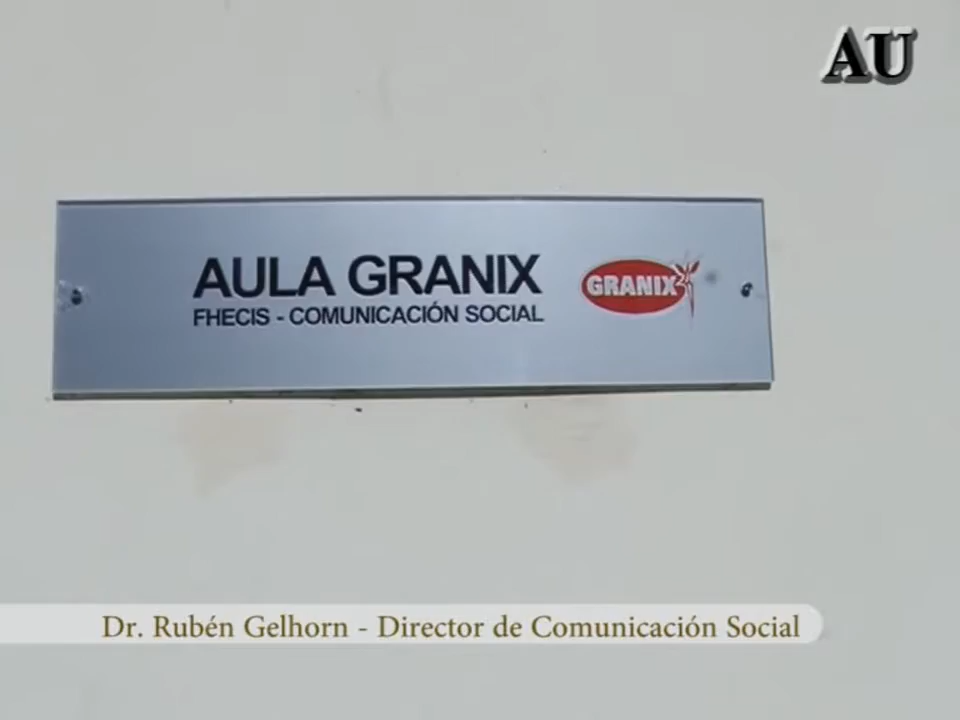 AU
AULA GRANIX
FHECIS - COMUNICACIÓN SOCIAL
GRANIX
Dr. Rubén Gelhorn - Director de Comunicación Social